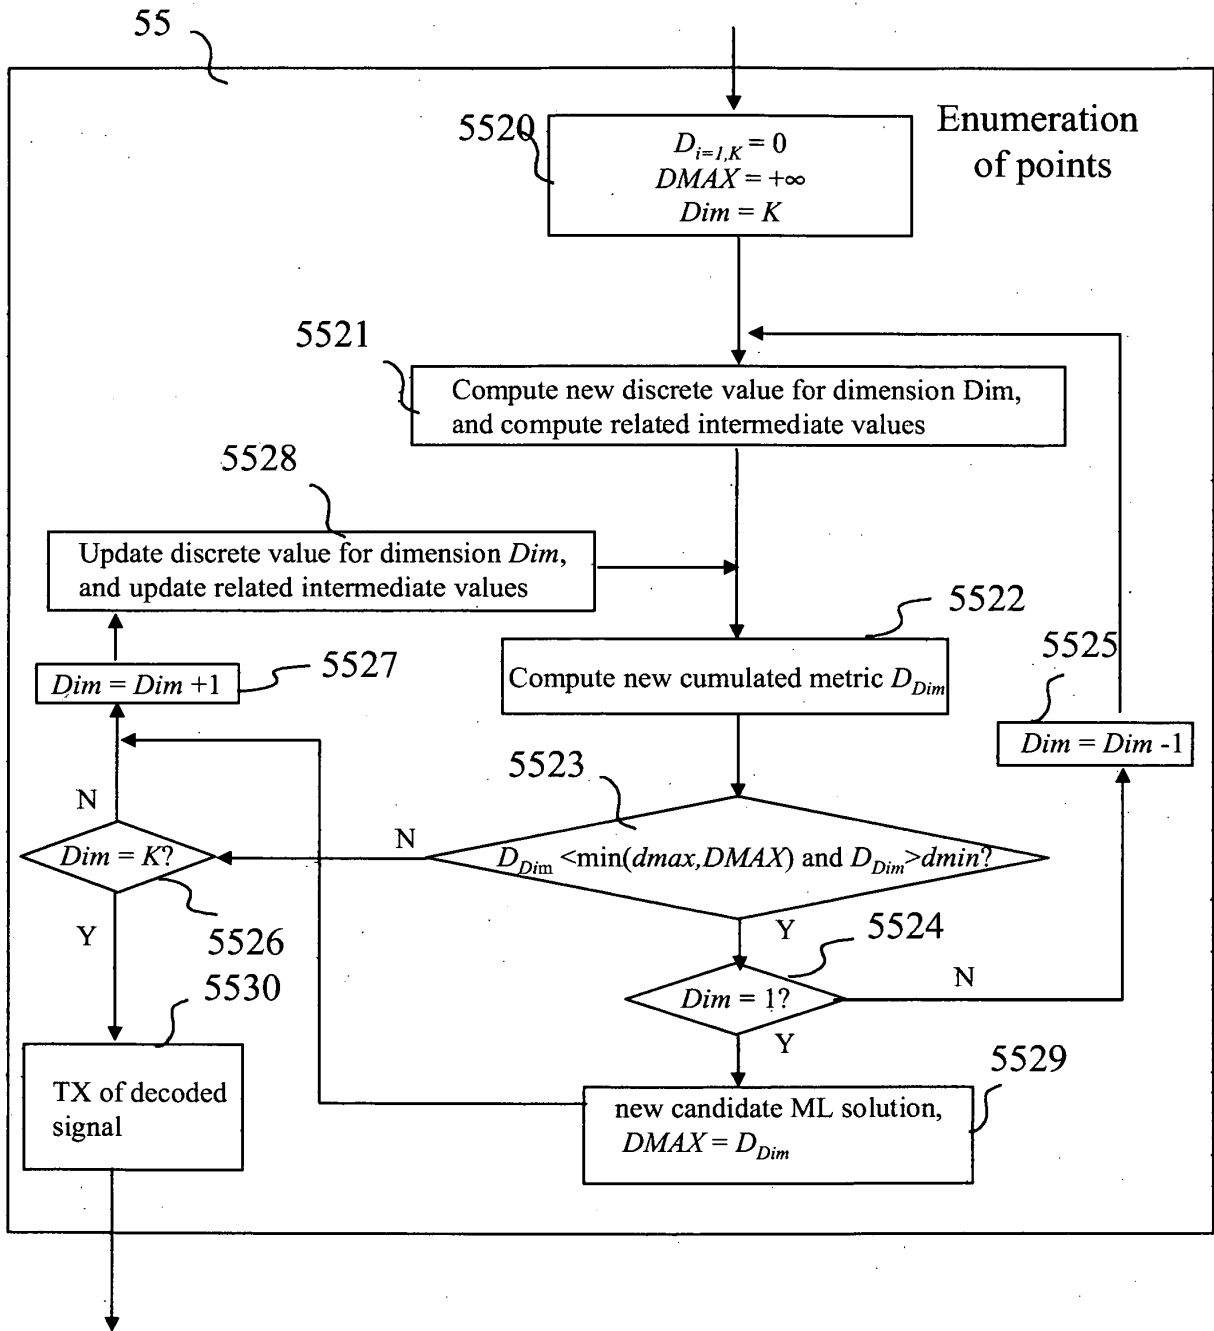 55
Enumeration
of points
5520
D_{i=1,K} = 0
DMAX = +∞
Dim = K
5521
Compute new discrete value for dimension Dim,
and compute related intermediate values
5528
Update discrete value for dimension Dim,
and update related intermediate values
5522
Compute new cumulated metric D_{Dim}
5527
Dim = Dim +1
5525
Dim = Dim -1
5523
D_{Dim} <min(dmax,DMAX) and D_{Dim}>dmin?
N
N
Dim = K?
Y
5526
Y
5524
Dim = 1?
N
Y
5530
TX of decoded
signal
5529
new candidate ML solution,
DMAX = D_{Dim}